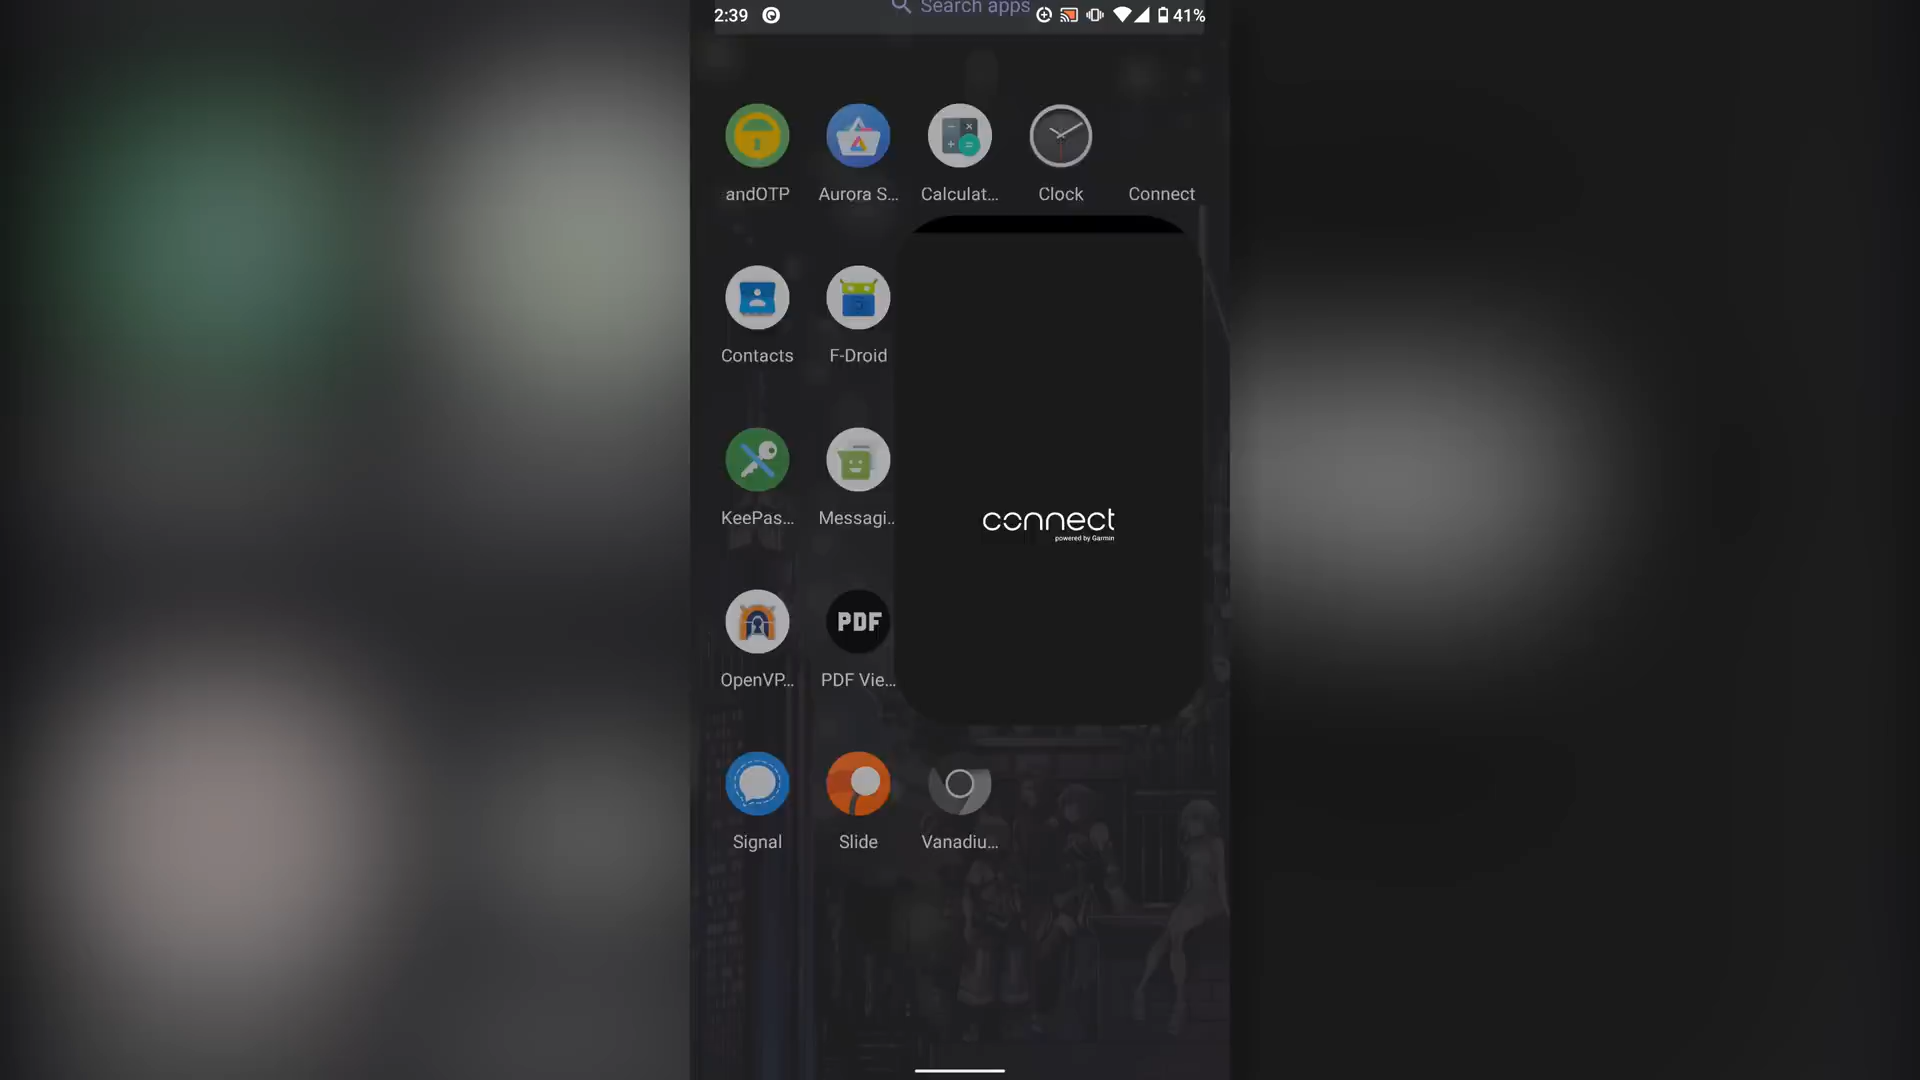 2:39
Search apps
41%
andOTP
Aurora S...
Calculat...
Clock
Connect
Contacts
F-Droid
KeePas...
Messagi..
connect
powered by Garmin
OpenVP...
PDF
PDF Vie...
Signal
Slide
Vanadiu...